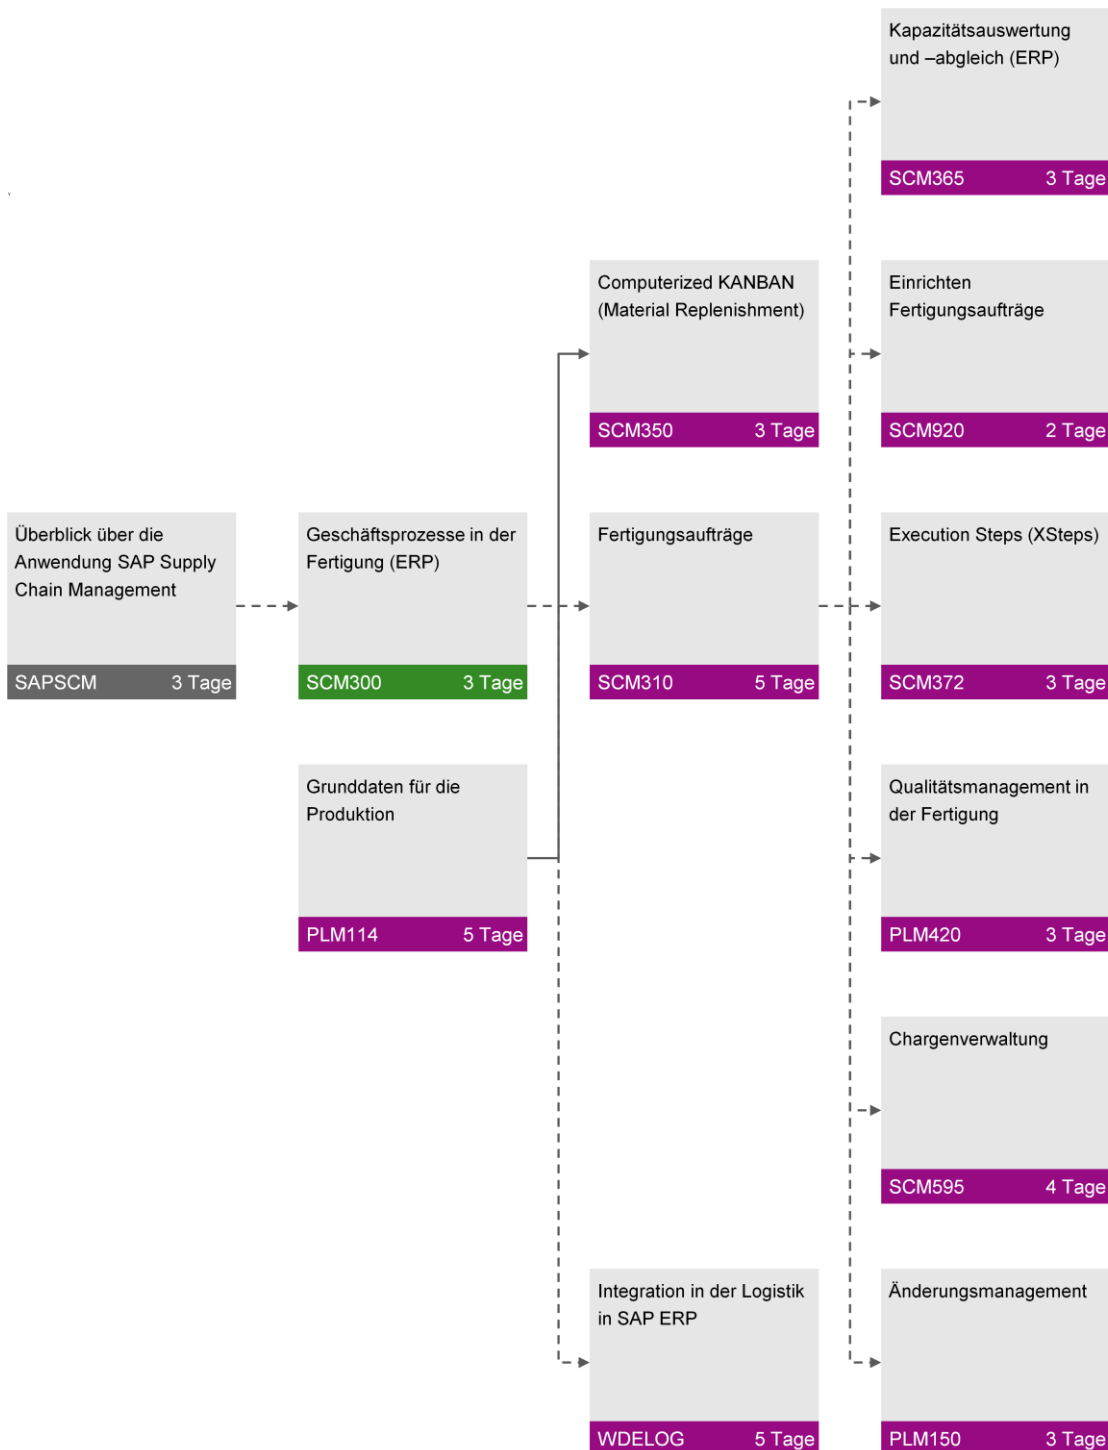 Kapazitätsauswertung
und –abgleich (ERP)
SCM365 3 Tage
Computerized KANBAN
(Material Replenishment)
SCM350 3 Tage
Einrichten
Fertigungsaufträge
SCM920 2 Tage
Überblick über die
Anwendung SAP Supply
Chain Management
SAPSCM 3 Tage
Geschäftsprozesse in der
Fertigung (ERP)
SCM300 3 Tage
Fertigungsaufträge
SCM310 5 Tage
Execution Steps (XSteps)
SCM372 3 Tage
Grunddaten für die
Produktion
PLM114 5 Tage
Qualitätsmanagement in
der Fertigung
PLM420 3 Tage
Chargenverwaltung
SCM595 4 Tage
Integration in der Logistik
in SAP ERP
WDELOG 5 Tage
Änderungsmanagement
PLM150 3 Tage